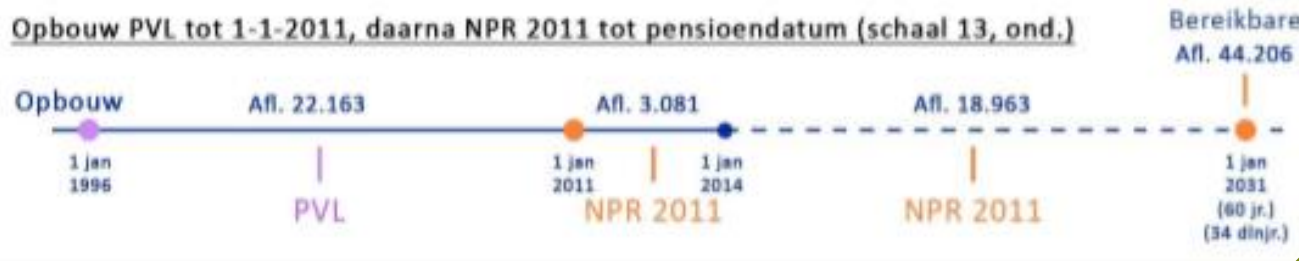 Opbouw PVL tot 1-1-2011, daarna NPR 2011 tot pensioendatum (schaal 13, ond.)
Bereikbare
Afl. 44.206
Opbouw
Afl. 22.163
Afl. 3.081
Afl. 18.963
1 jan
1996
1 jan
2011
1 jan
2014
1 jan
2031
(60 jr.)
(34 dlnjr.)
PVL
NPR 2011
NPR 2011